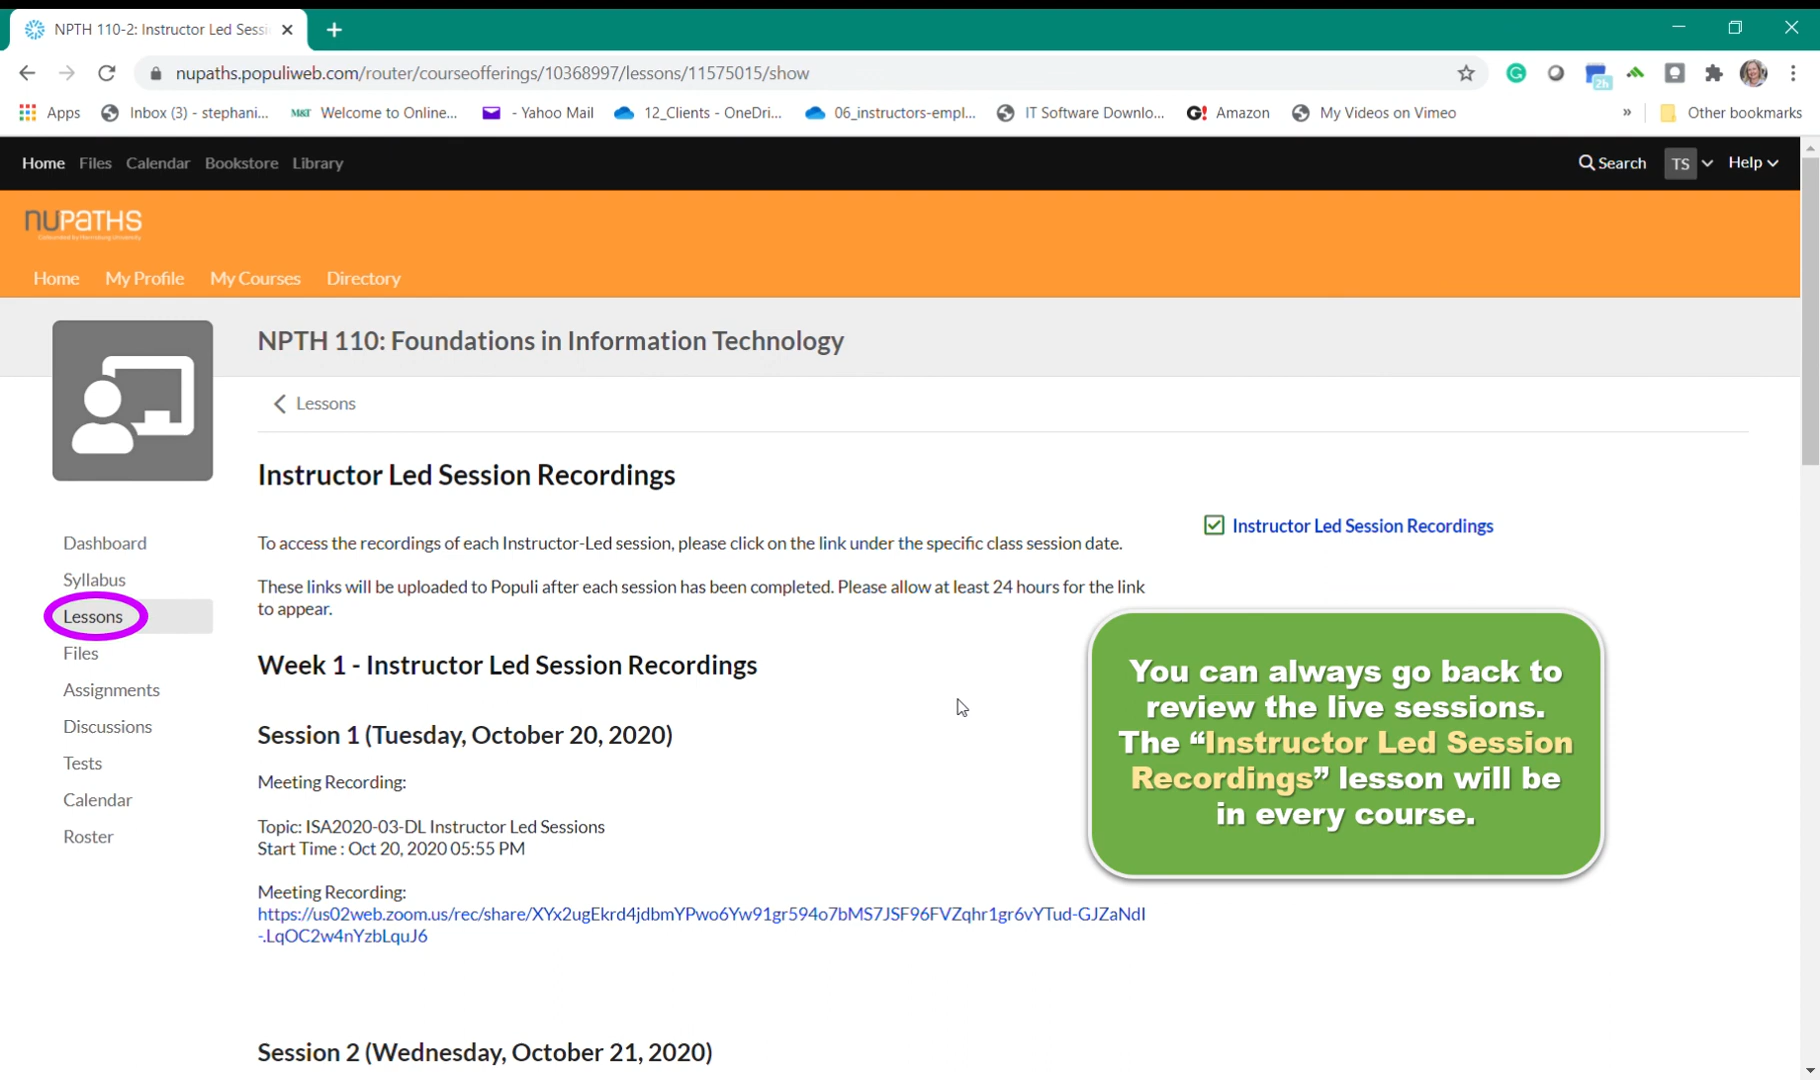 NPTH 110-2: Instructor Led Sessi
nupaths.populiweb.com/router/courseofferings/10368997/lessons/11575015/show
2h
Apps
Inbox (3) - stephani...
M&T Welcome to Online...
- Yahoo Mail
12_Clients - OneDri...
06_instructors-empl...
IT Software Downlo...
G! Amazon
My Videos on Vimeo
»
Other bookmarks
Home Files Calendar Bookstore Library
Search TS Help
nuPaTHS
Home My Profile My Courses Directory
NPTH 110: Foundations in Information Technology
Lessons
Instructor Led Session Recordings
Instructor Led Session Recordings
Dashboard
Syllabus
Lessons
Files
Assignments
Discussions
Tests
Calendar
Roster
To access the recordings of each Instructor-Led session, please click on the link under the specific class session date.
These links will be uploaded to Populi after each session has been completed. Please allow at least 24 hours for the link
to appear.
Week 1 - Instructor Led Session Recordings
Session 1 (Tuesday, October 20, 2020)
Meeting Recording:
Topic: ISA2020-03-DL Instructor Led Sessions
Start Time : Oct 20, 2020 05:55 PM
Meeting Recording:
https://us02web.zoom.us/rec/share/XYx2ugEkrd4jdbmYPwo6Yw91gr594o7bMS7JSF96FVZqhr1gr6vYTud-GJZaNdI
-.LqOC2w4nYzbLquJ6
Session 2 (Wednesday, October 21, 2020)
You can always go back to
review the live sessions.
The “Instructor Led Session
Recordings” lesson will be
in every course.